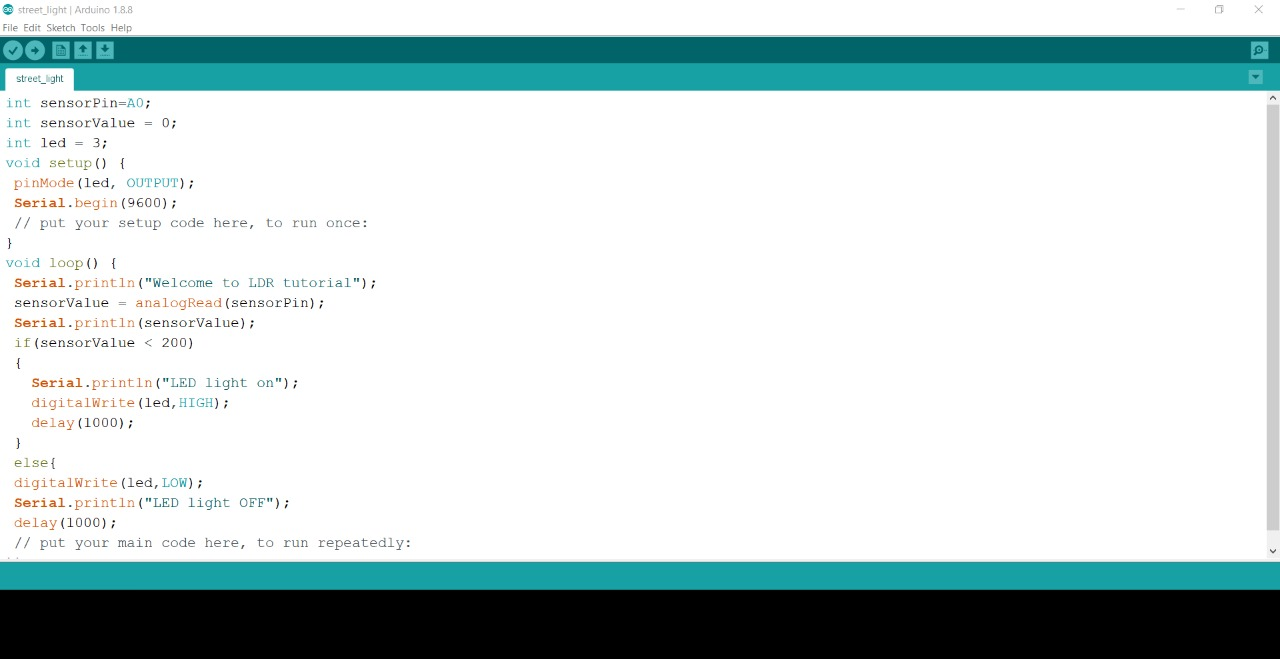 street_light | Arduino 1.8.8
File Edit Sketch Tools Help
street_light
int sensorPin=A0;
int sensorValue = 0;
int led = 3;
void setup() {
pinMode(led, OUTPUT);
Serial.begin(9600);
// put your setup code here, to run once:
}
void loop() {
Serial.println("Welcome to LDR tutorial");
sensorValue = analogRead(sensorPin);
Serial.println(sensorValue);
if(sensorValue < 200)
{
Serial.println("LED light on");
digitalWrite(led,HIGH);
delay(1000);
}
else{
digitalWrite(led,LOW);
Serial.println("LED light OFF");
delay(1000);
// put your main code here, to run repeatedly: